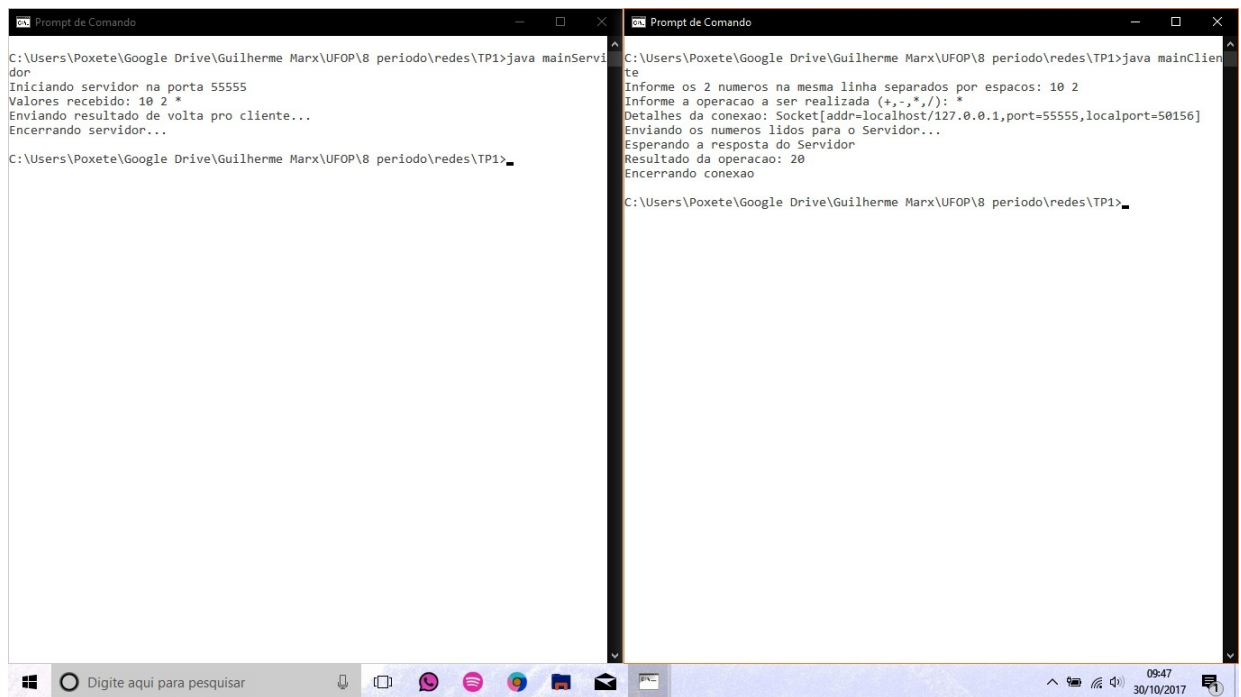 Prompt de Comando
C:\Users\Poxete\Google Drive\Guilherme Marx\UFOP\8 periodo\redes\TP1>java mainServi
dor
Iniciando servidor na porta 55555
Valores recebido: 10 2 *
Enviando resultado de volta pro cliente...
Encerrando servidor...
C:\Users\Poxete\Google Drive\Guilherme Marx\UFOP\8 periodo\redes\TP1>
Prompt de Comando
C:\Users\Poxete\Google Drive\Guilherme Marx\UFOP\8 periodo\redes\TP1>java mainClien
te
Informe os 2 numeros na mesma linha separados por espacos: 10 2
Informe a operacao a ser realizada (+,-,*,/): *
Detalhes da conexao: Socket[addr=localhost/127.0.0.1,port=55555,localport=50156]
Enviando os numeros lidos para o Servidor...
Esperando a resposta do Servidor
Resultado da operacao: 20
Encerrando conexao
C:\Users\Poxete\Google Drive\Guilherme Marx\UFOP\8 periodo\redes\TP1>
Digite aqui para pesquisar
09:47
30/10/2017
1